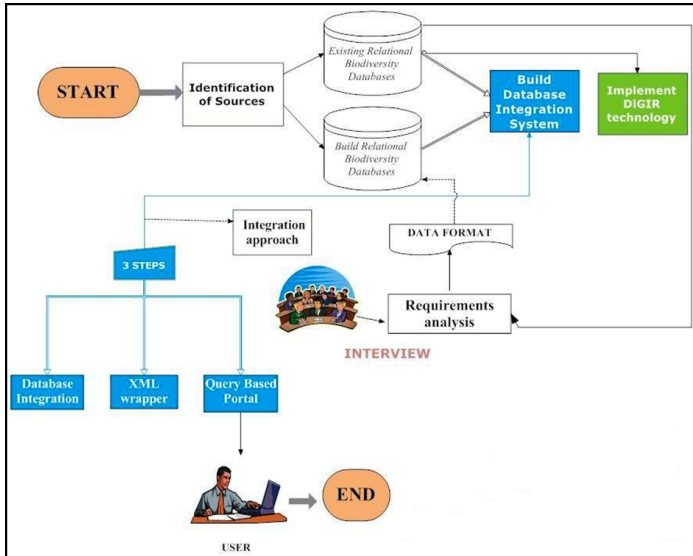 START
Identification
of Sources
Existing Relational
Biodiversity
Databases
Build Relational
Biodiversity
Databases
Build
Database
Integration
System
Implement
DiGIR
technology
Integration
approach
DATA FORMAT
3 STEPS
Requirements
analysis
INTERVIEW
Database
Integration
XML
wrapper
Query Based
Portal
END
USER